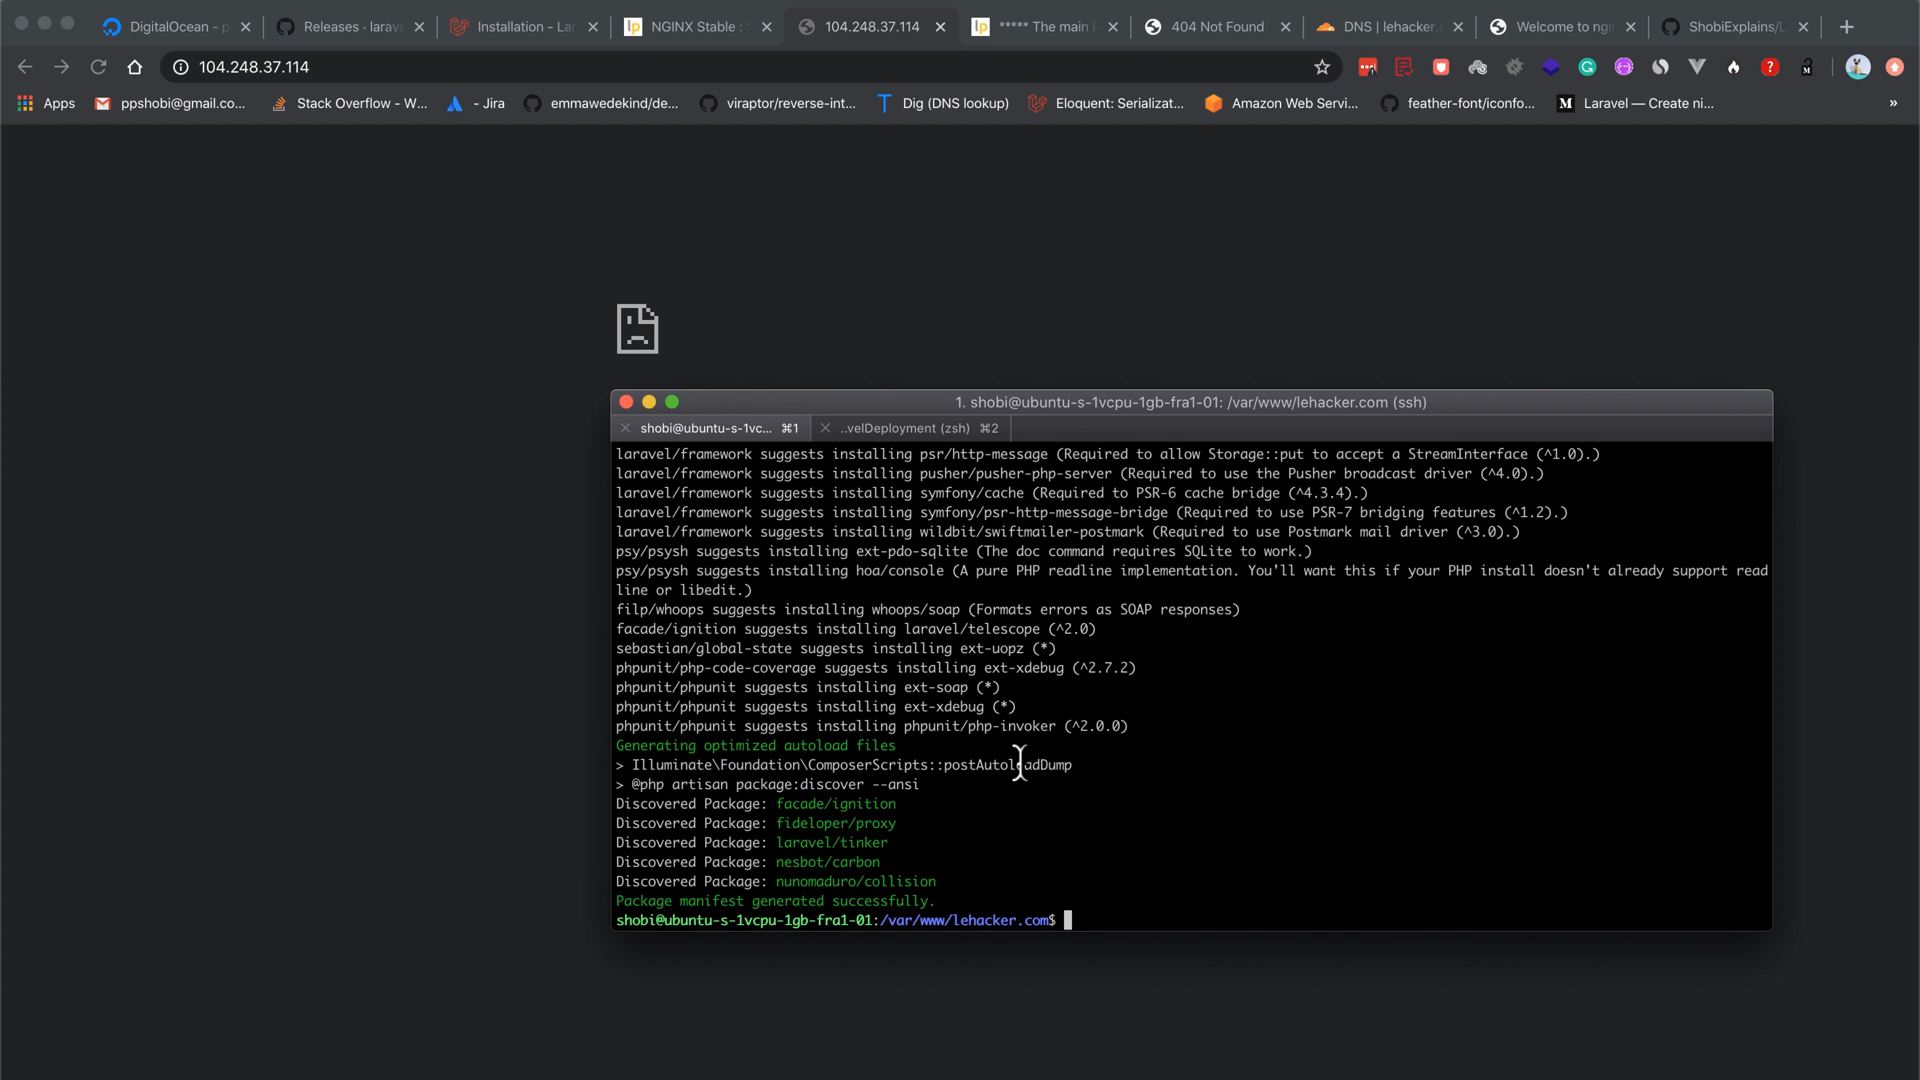 DigitalOcean - p
Releases · larave
Installation - Lar
NGINX Stable : "
104.248.37.114
***** The main P
404 Not Found
DNS | lehacker.c
Welcome to ngi
ShobiExplains/L
104.248.37.114
Apps
ppshobi@gmail.co...
Stack Overflow - W...
- Jira
emmawedekind/de...
viraptor/reverse-int...
Dig (DNS lookup)
Eloquent: Serializat...
Amazon Web Servi...
feather-font/iconfo...
Laravel — Create ni...
»
1. shobi@ubuntu-s-1vcpu-1gb-fra1-01: /var/www/lehacker.com (ssh)
shobi@ubuntu-s-1vc... ⌘1
..velDeployment (zsh) ⌘2
laravel/framework suggests installing psr/http-message (Required to allow Storage::put to accept a StreamInterface (^1.0).)
laravel/framework suggests installing pusher/pusher-php-server (Required to use the Pusher broadcast driver (^4.0).)
laravel/framework suggests installing symfony/cache (Required to PSR-6 cache bridge (^4.3.4).)
laravel/framework suggests installing symfony/psr-http-message-bridge (Required to use PSR-7 bridging features (^1.2).)
laravel/framework suggests installing wildbit/swiftmailer-postmark (Required to use Postmark mail driver (^3.0).)
psy/psysh suggests installing ext-pdo-sqlite (The doc command requires SQLite to work.)
psy/psysh suggests installing hoa/console (A pure PHP readline implementation. You'll want this if your PHP install doesn't already support read
line or libedit.)
filp/whoops suggests installing whoops/soap (Formats errors as SOAP responses)
facade/ignition suggests installing laravel/telescope (^2.0)
sebastian/global-state suggests installing ext-uopz (*)
phpunit/php-code-coverage suggests installing ext-xdebug (^2.7.2)
phpunit/phpunit suggests installing ext-soap (*)
phpunit/phpunit suggests installing ext-xdebug (*)
phpunit/phpunit suggests installing phpunit/php-invoker (^2.0.0)
Generating optimized autoload files
> Illuminate\Foundation\ComposerScripts::postAutoloadDump
> @php artisan package:discover --ansi
Discovered Package: facade/ignition
Discovered Package: fideloper/proxy
Discovered Package: laravel/tinker
Discovered Package: nesbot/carbon
Discovered Package: nunomaduro/collision
Package manifest generated successfully.
shobi@ubuntu-s-1vcpu-1gb-fra1-01:/var/www/lehacker.com$